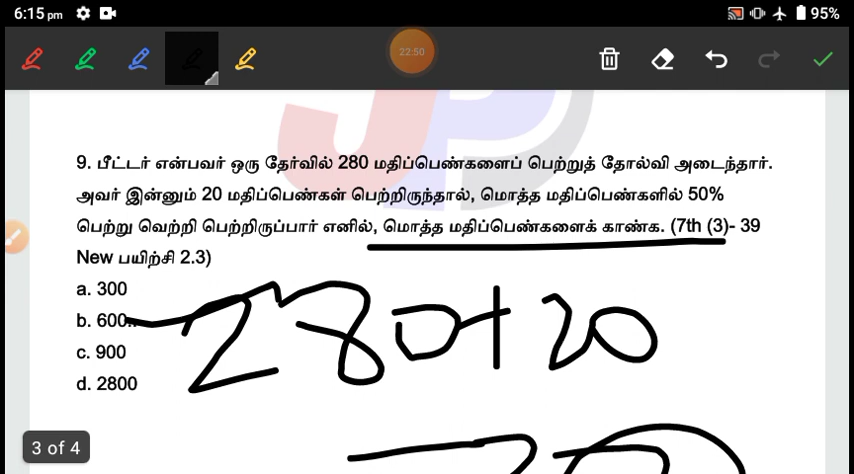 6:15 pm 95%
22:50
9. பீட்டர் என்பவர் ஒரு தேர்வில் 280 மதிப்பெண்களைப் பெற்றுத் தோல்வி அடைந்தார்.
அவர் இன்னும் 20 மதிப்பெண்கள் பெற்றிருந்தால், மொத்த மதிப்பெண்களில் 50%
பெற்று வெற்றி பெற்றிருப்பார் எனில், மொத்த மதிப்பெண்களைக் காண்க. (7th (3)- 39
New பயிற்சி 2.3)
a. 300
b. 600..
280+20
c. 900
d. 2800
3 of 4